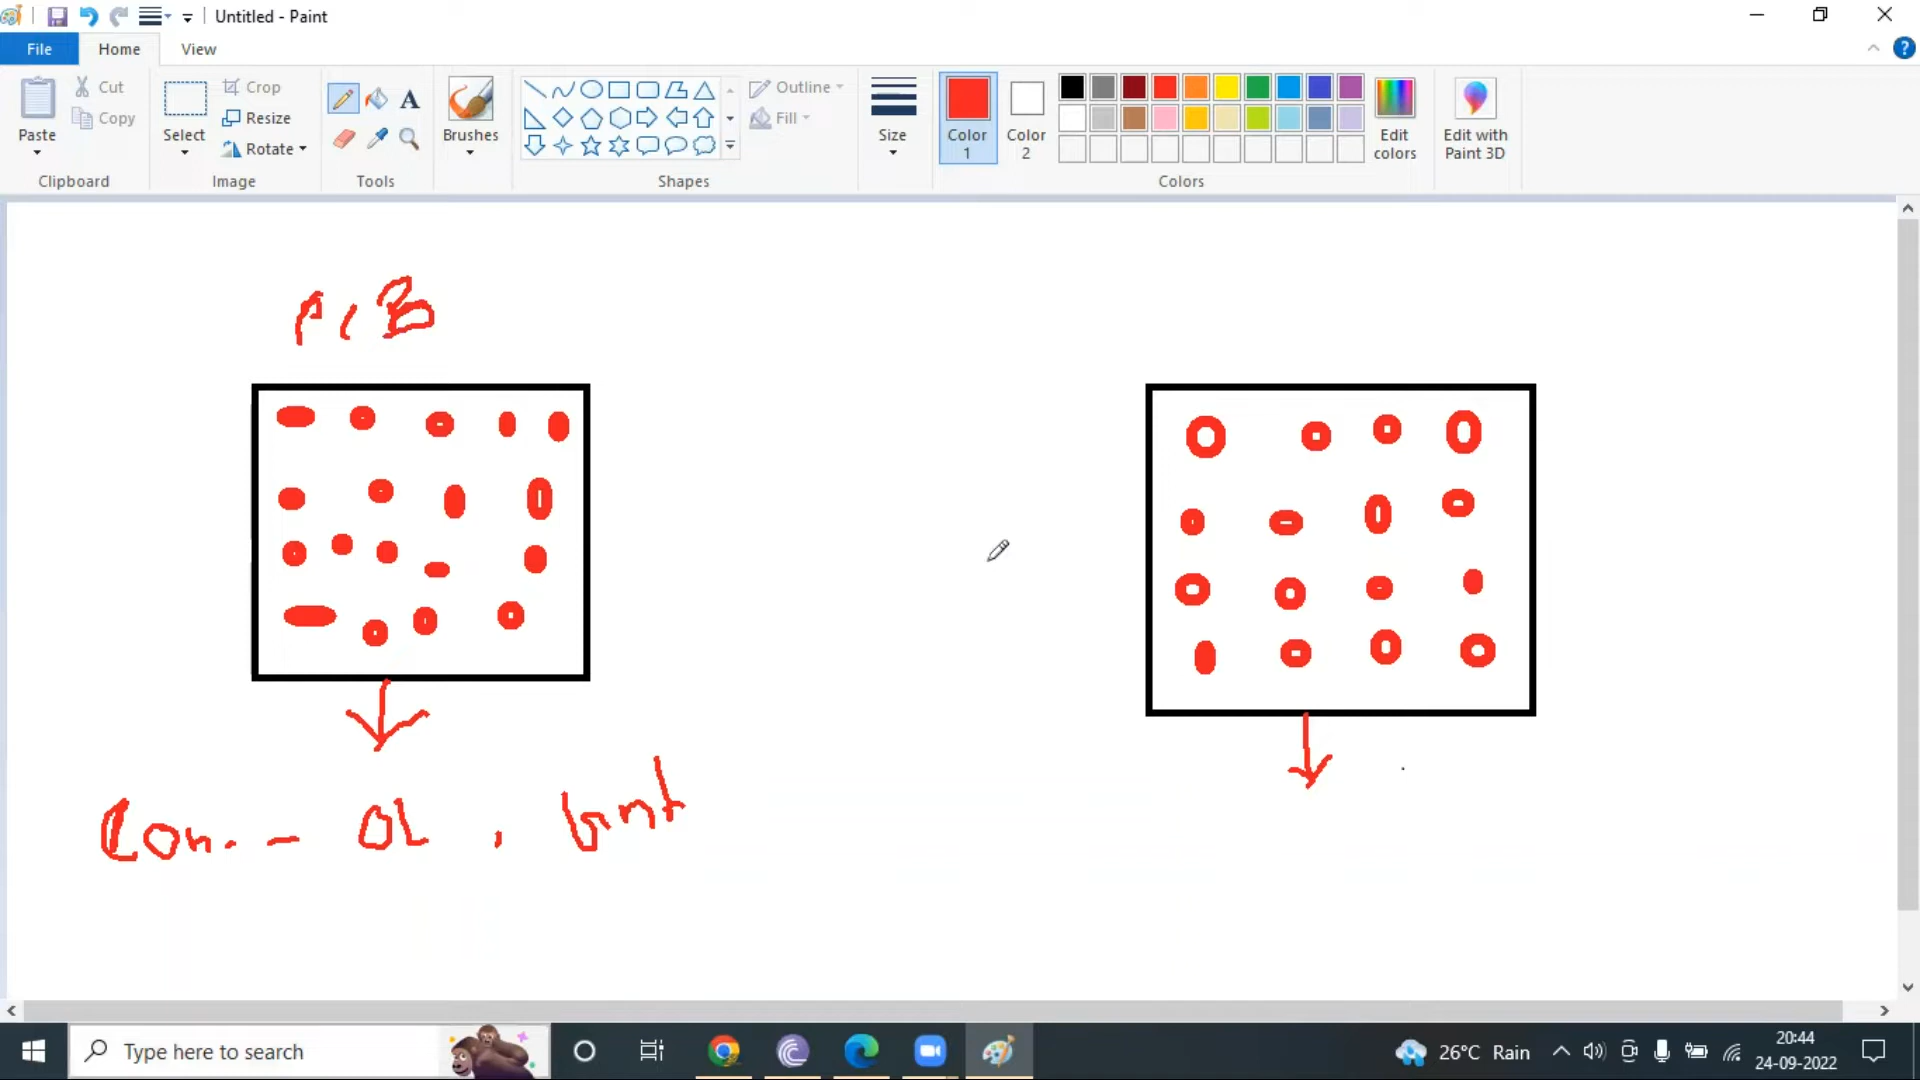 Untitled - Paint
File Home View
Paste
Cut
Copy
Clipboard
Select
Crop
Resize
Rotate
Image
Tools
Brushes
Shapes
Outline
Fill
Size
Color 1
Color 2
Edit colors
Edit with Paint 3D
Colors
Con. - OL ,
Type here to search
26°C Rain
20:44
24-09-2022